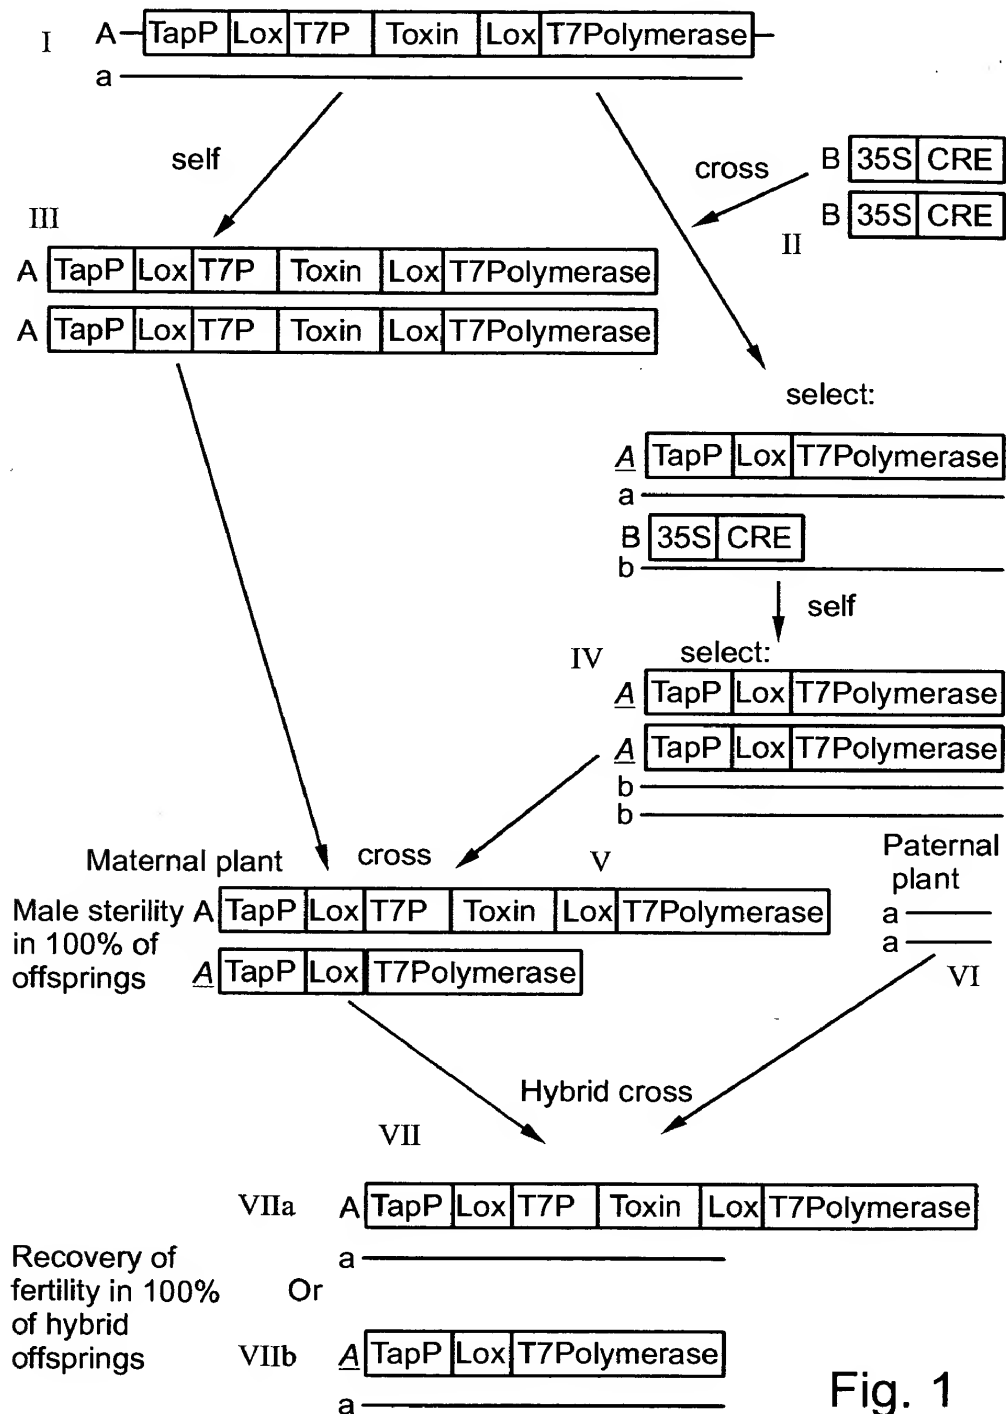 I A TapP Lox T7P Toxin Lox T7Polymerase
a
self
cross
B 35S CRE
B 35S CRE
II
III
A TapP Lox T7P Toxin Lox T7Polymerase
A TapP Lox T7P Toxin Lox T7Polymerase
select:
A TapP Lox T7Polymerase
a
B 35S CRE
b
self
IV select:
A TapP Lox T7Polymerase
A TapP Lox T7Polymerase
b
b
Maternal plant cross V
Male sterility
in 100% of
offsprings
A TapP Lox T7P Toxin Lox T7Polymerase
A TapP Lox T7Polymerase
Paternal
plant
a
a
VI
Hybrid cross
VII
VIIa A TapP Lox T7P Toxin Lox T7Polymerase
a
Recovery of
fertility in 100%
of hybrid
offsprings
Or
VIIb A TapP Lox T7Polymerase
a
Fig. 1